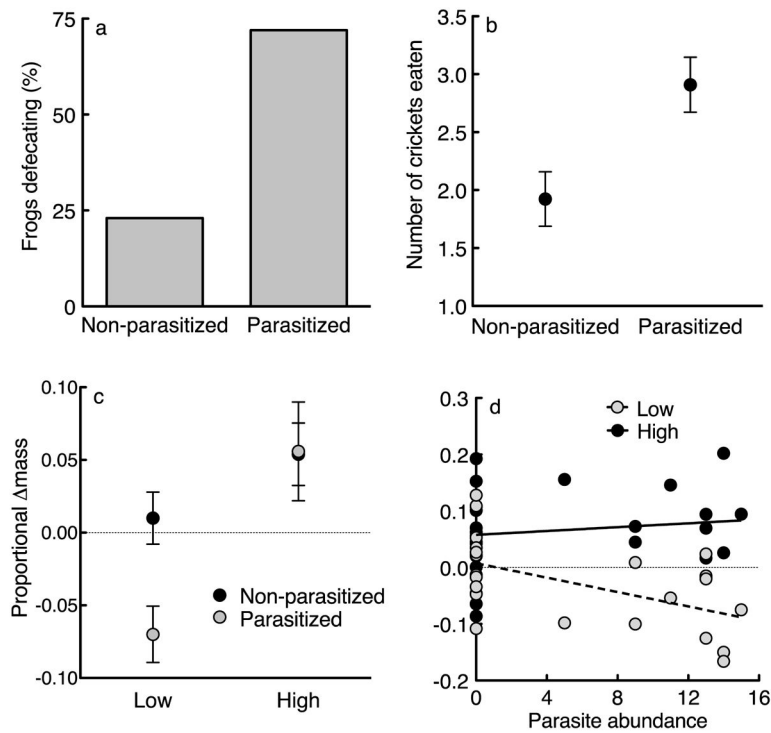 a
75
50
25
0
Frogs defecating (%)
Non-parasitized Parasitized
b
3.5
3.0
2.5
2.0
1.5
1.0
Number of crickets eaten
Non-parasitized Parasitized
c
0.10
0.05
0.00
-0.05
-0.10
Proportional Δmass
Non-parasitized
Parasitized
Low High
d
0.3
0.2
0.1
0.0
-0.1
-0.2
Low
High
0 4 8 12 16
Parasite abundance